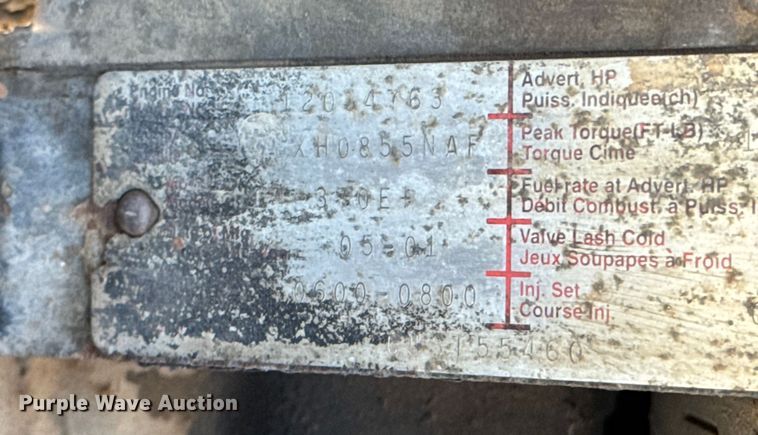 Engine No.
Advert. HP
Puiss. Indiquee(ch)
XH0855NAF
Peak Torque(FT-LB)
Torque Cime
Fuel rate at Advert. HP
Debit Combust. a Puiss.
05-01
Valve Lash Cold
Jeux Soupapes a Froid
0600-0800
Inj. Set
Course Inj.
155460
Purple Wave Auction